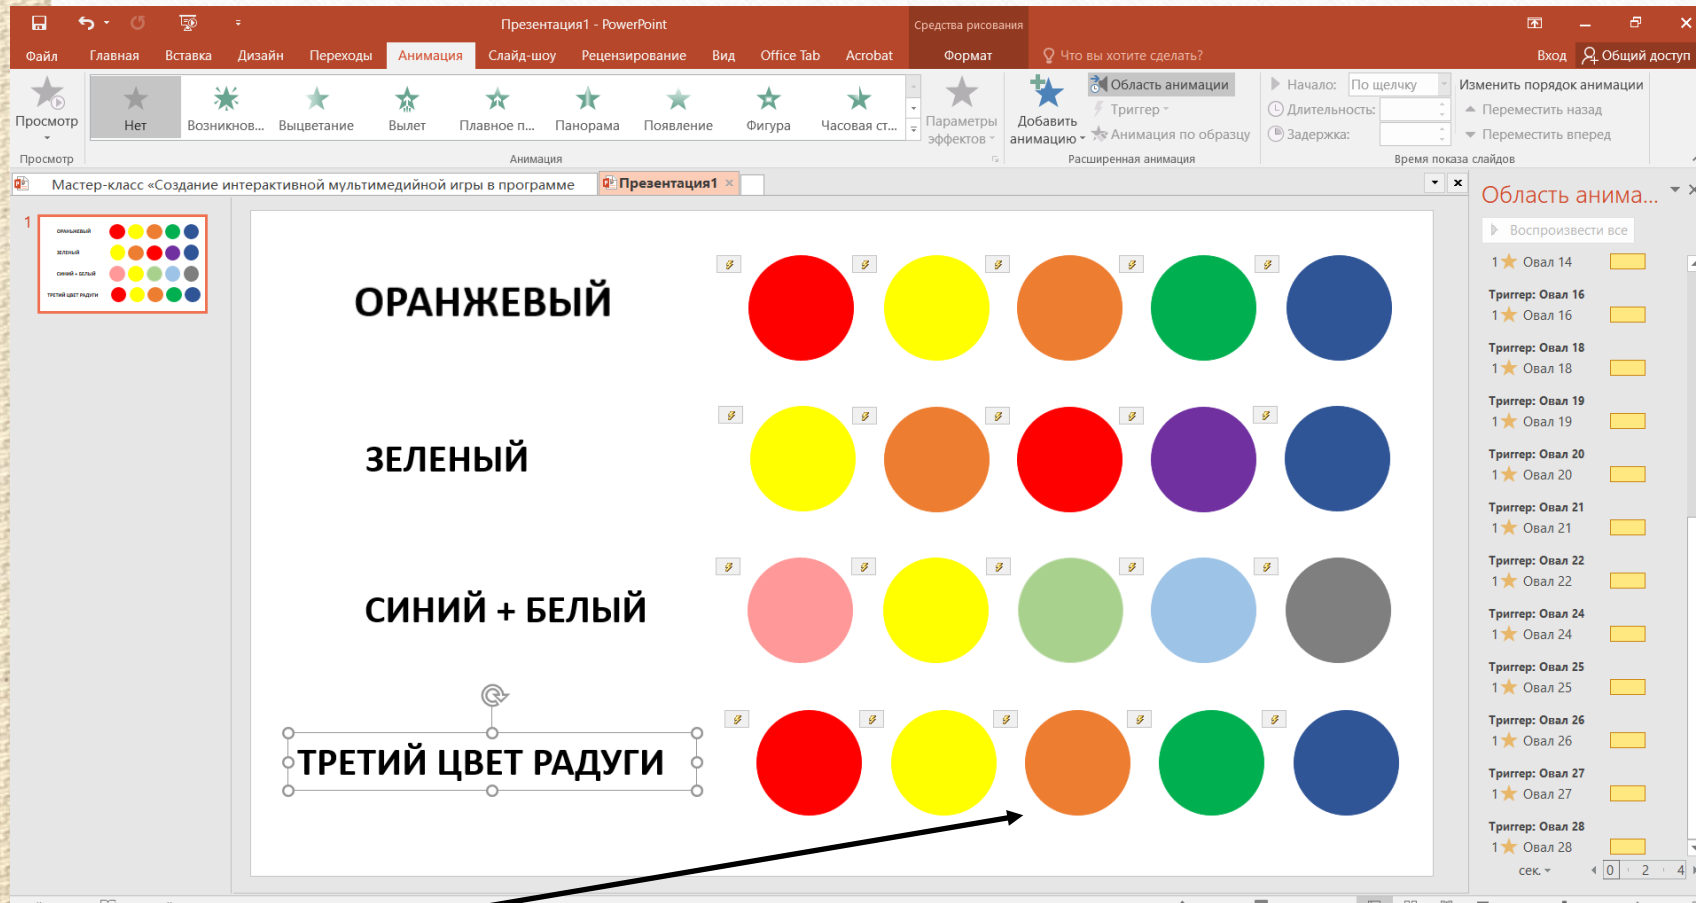 Презентация1 - PowerPoint
Средства рисования
Файл Главная Вставка Дизайн Переходы Анимация Слайд-шоу Рецензирование Вид Office Tab Acrobat Формат Что вы хотите сделать? Вход Общий доступ
Просмотр
Нет Возникнов... Выцветание Вылет Плавное п... Панорама Появление Фигура Часовая ст...
Параметры эффектов
Добавить анимацию
Область анимации
Триггер
Анимация по образцу
Начало: По щелчку
Длительность:
Задержка:
Изменить порядок анимации
Переместить назад
Переместить вперед
Просмотр Анимация Расширенная анимация Время показа слайдов
Мастер-класс «Создание интерактивной мультимедийной игры в программе Презентация1
1
ОРАНЖЕВЫЙ
ЗЕЛЕНЫЙ
СИНИЙ + БЕЛЫЙ
ТРЕТИЙ ЦВЕТ РАДУГИ
ОРАНЖЕВЫЙ
ЗЕЛЕНЫЙ
СИНИЙ + БЕЛЫЙ
ТРЕТИЙ ЦВЕТ РАДУГИ
Область анима...
Воспроизвести все
1 Овал 14
Триггер: Овал 16
1 Овал 16
Триггер: Овал 18
1 Овал 18
Триггер: Овал 19
1 Овал 19
Триггер: Овал 20
1 Овал 20
Триггер: Овал 21
1 Овал 21
Триггер: Овал 22
1 Овал 22
Триггер: Овал 24
1 Овал 24
Триггер: Овал 25
1 Овал 25
Триггер: Овал 26
1 Овал 26
Триггер: Овал 27
1 Овал 27
Триггер: Овал 28
1 Овал 28
сек. 0 2 4